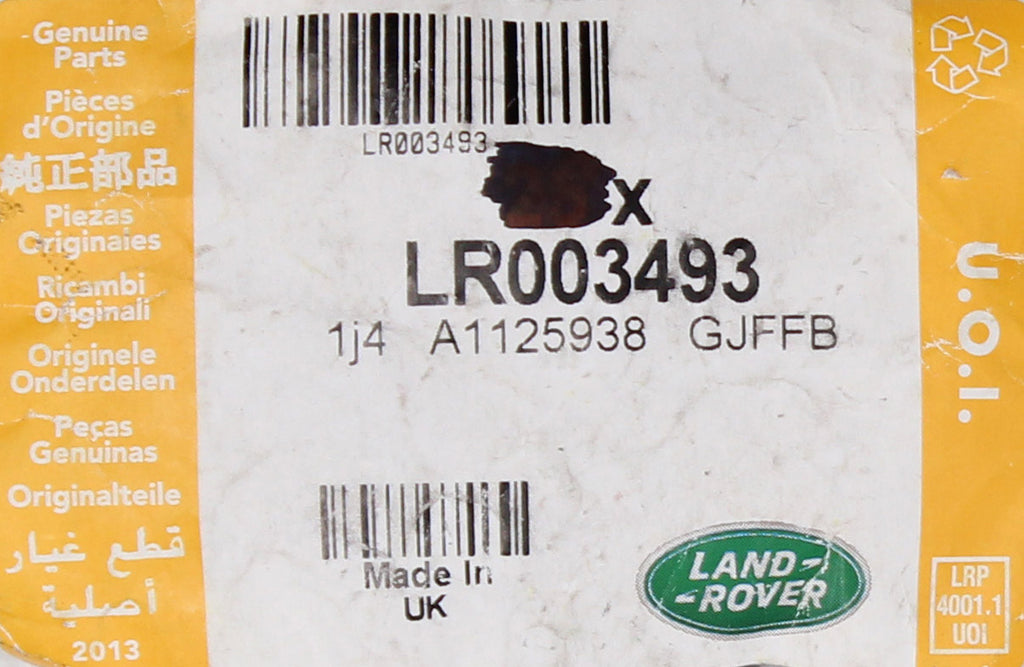 Genuine
Parts
Pièces
d'Origine
純正部品
Piezas
Originales
Ricambi
Originali
Originele
Onderdelen
Peças
Genuinas
Originalteile
قطع غيار
أصلية
2013
LR003493
X
LR003493
1j4 A1125938 GJFFB
Made In
UK
LAND-
-ROVER
U.O.I.
LRP
4001.1
UOI